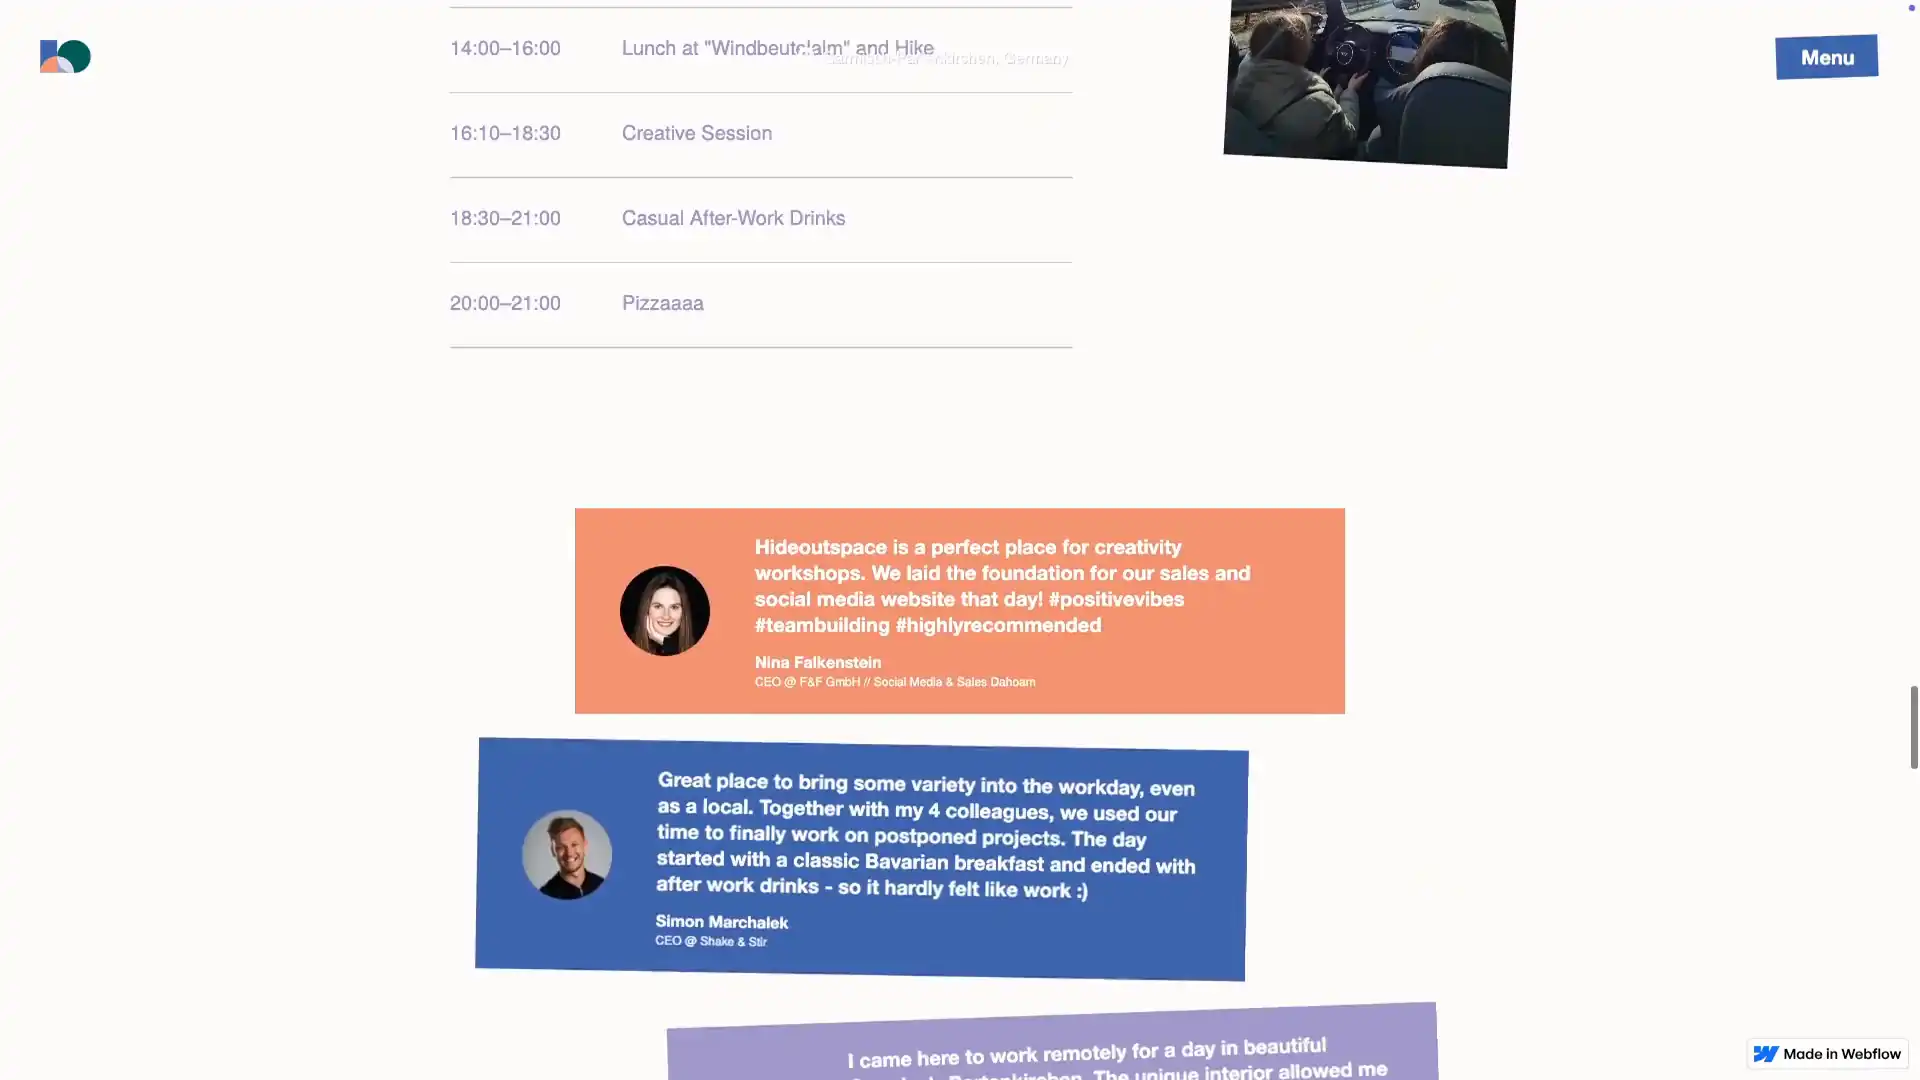 14:00–16:00 Lunch at "Windbeutelalm" and Hike
Germany
Menu
16:10–18:30 Creative Session
18:30–21:00 Casual After-Work Drinks
20:00–21:00 Pizzaaaa
Hideoutspace is a perfect place for creativity
workshops. We laid the foundation for our sales and
social media website that day! #positivevibes
#teambuilding #highlyrecommended
Nina Falkenstein
CEO @ F&F GmbH // Social Media & Sales Dahoam
Great place to bring some variety into the workday, even
as a local. Together with my 4 colleagues, we used our
time to finally work on postponed projects. The day
started with a classic Bavarian breakfast and ended with
after work drinks - so it hardly felt like work :)
Simon Marchalek
CEO @ Shake & Stir
I came here to work remotely for a day in beautiful
The unique interior allowed me
Made in Webflow